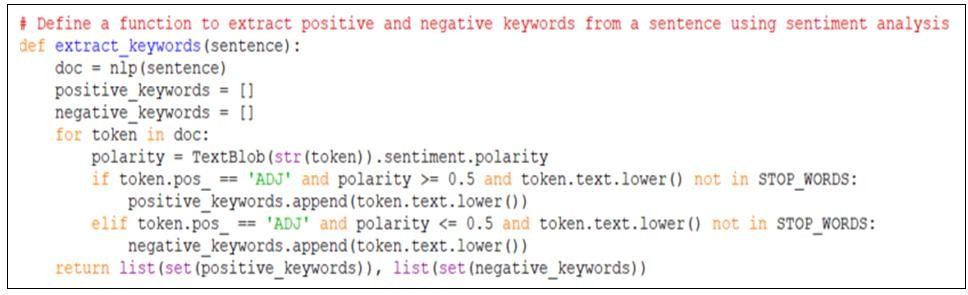 # Define a function to extract positive and negative keywords from a sentence using sentiment analysis
def extract_keywords(sentence):
    doc = nlp(sentence)
    positive_keywords = []
    negative_keywords = []
    for token in doc:
        polarity = TextBlob(str(token)).sentiment.polarity
        if token.pos_ == 'ADJ' and polarity >= 0.5 and token.text.lower() not in STOP_WORDS:
            positive_keywords.append(token.text.lower())
        elif token.pos_ == 'ADJ' and polarity <= 0.5 and token.text.lower() not in STOP_WORDS:
            negative_keywords.append(token.text.lower())
    return list(set(positive_keywords)), list(set(negative_keywords))